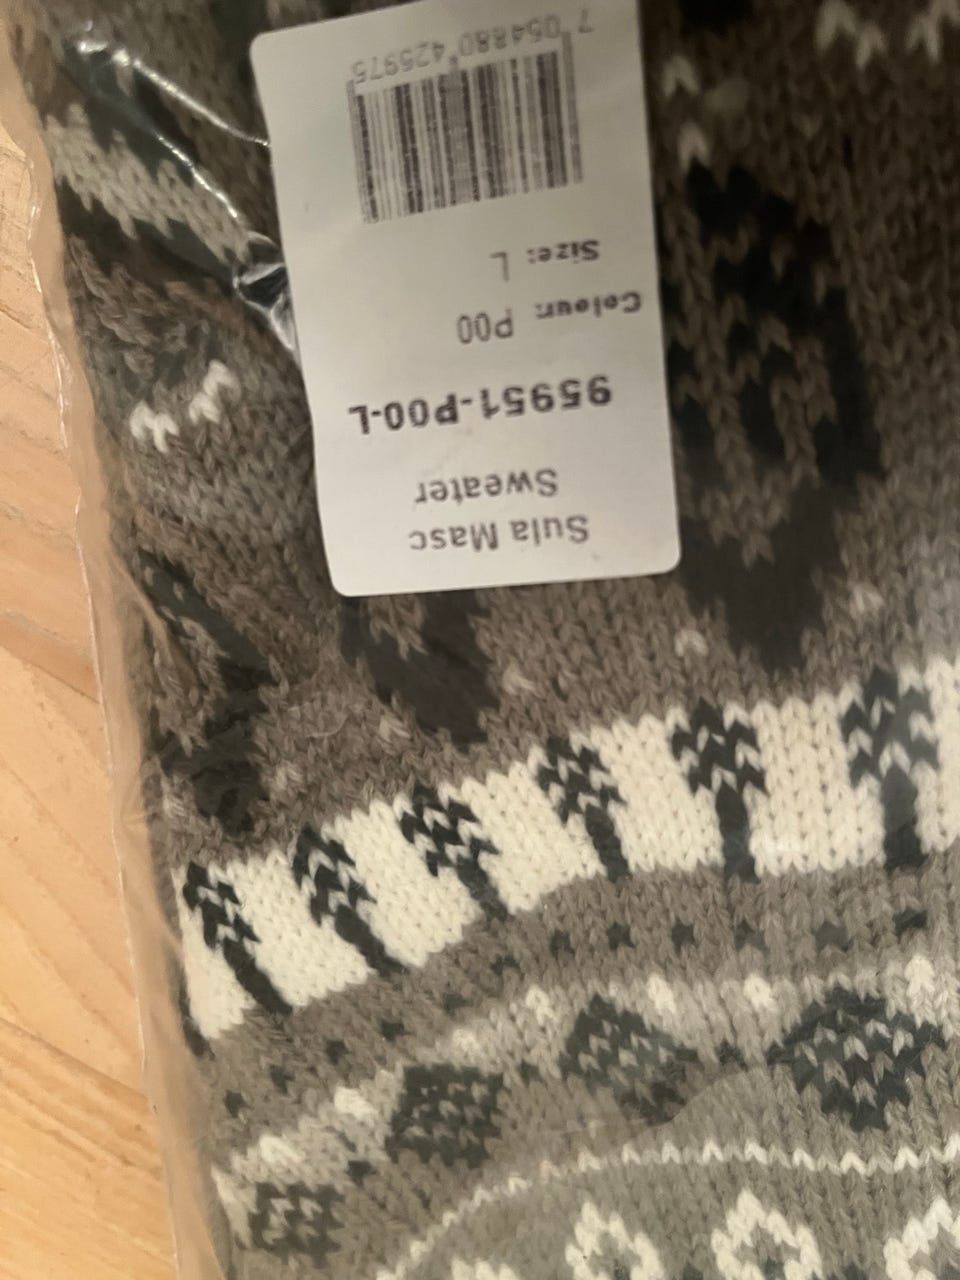 Sula Masc
Sweater
95951-P00-L
Colour: P00
Size: L
7 054880 425975